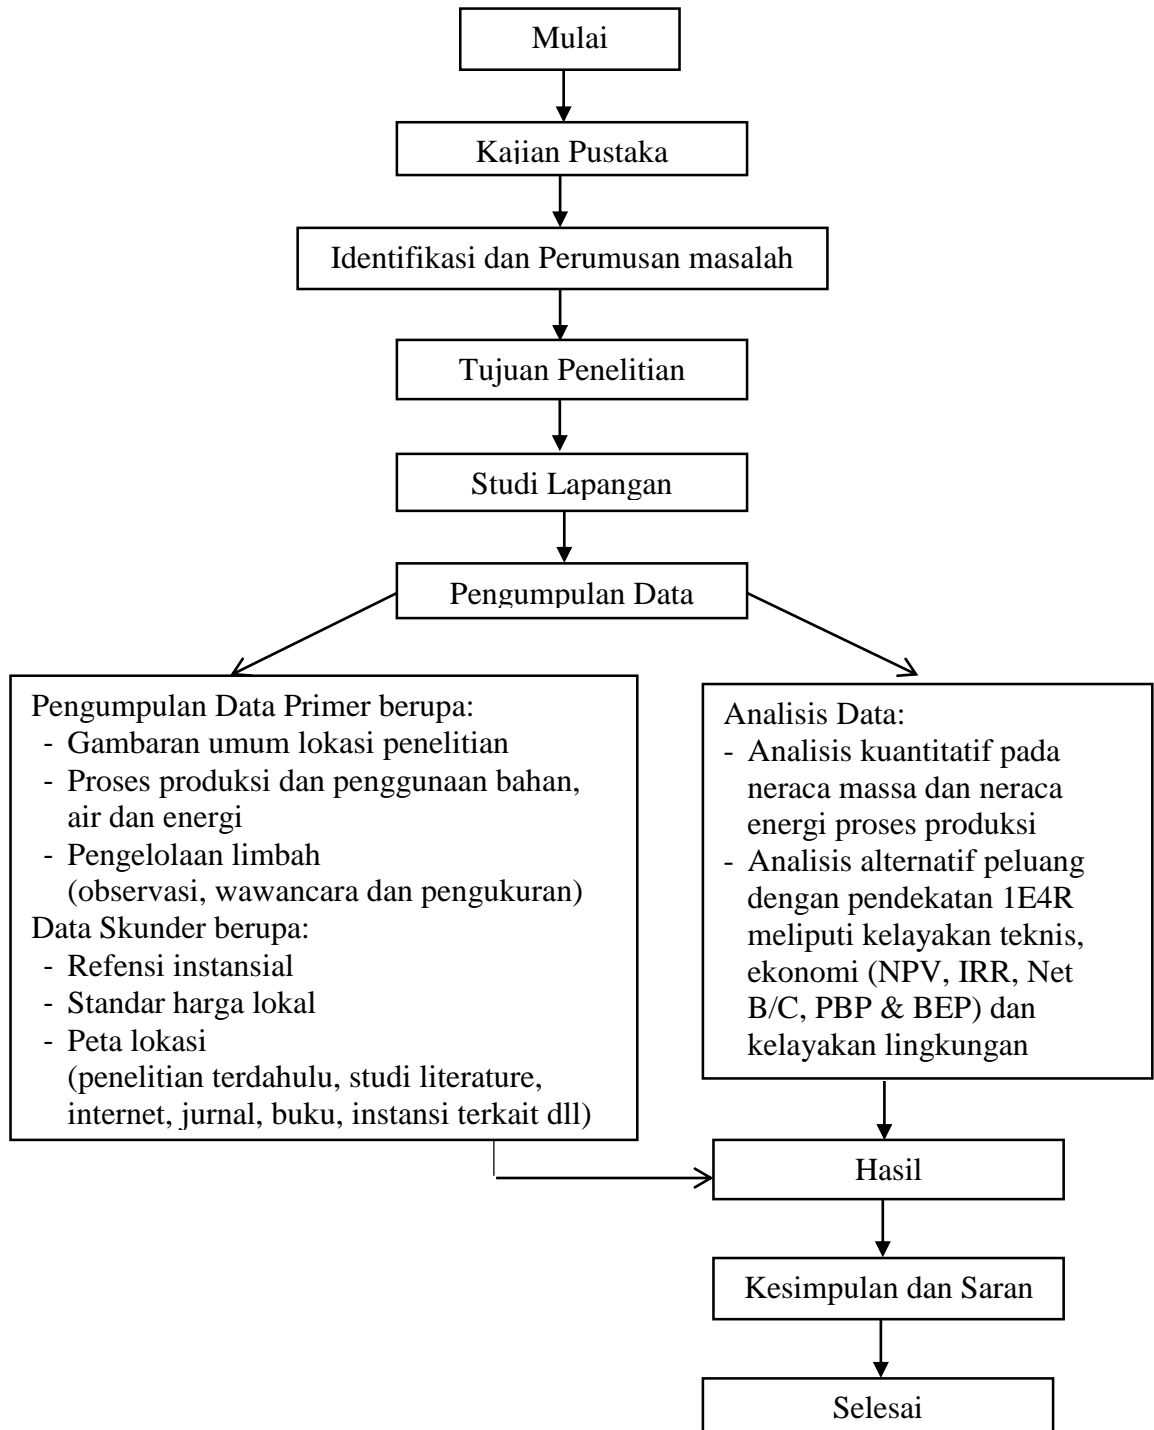 Mulai
Kajian Pustaka
Identifikasi dan Perumusan masalah
Tujuan Penelitian
Studi Lapangan
Pengumpulan Data
Pengumpulan Data Primer berupa:
- Gambaran umum lokasi penelitian
- Proses produksi dan penggunaan bahan,
air dan energi
- Pengelolaan limbah
(observasi, wawancara dan pengukuran)
Data Skunder berupa:
- Refensi instansial
- Standar harga lokal
- Peta lokasi
(penelitian terdahulu, studi literature,
internet, jurnal, buku, instansi terkait dll)
Analisis Data:
- Analisis kuantitatif pada
neraca massa dan neraca
energi proses produksi
- Analisis alternatif peluang
dengan pendekatan 1E4R
meliputi kelayakan teknis,
ekonomi (NPV, IRR, Net
B/C, PBP & BEP) dan
kelayakan lingkungan
Hasil
Kesimpulan dan Saran
Selesai